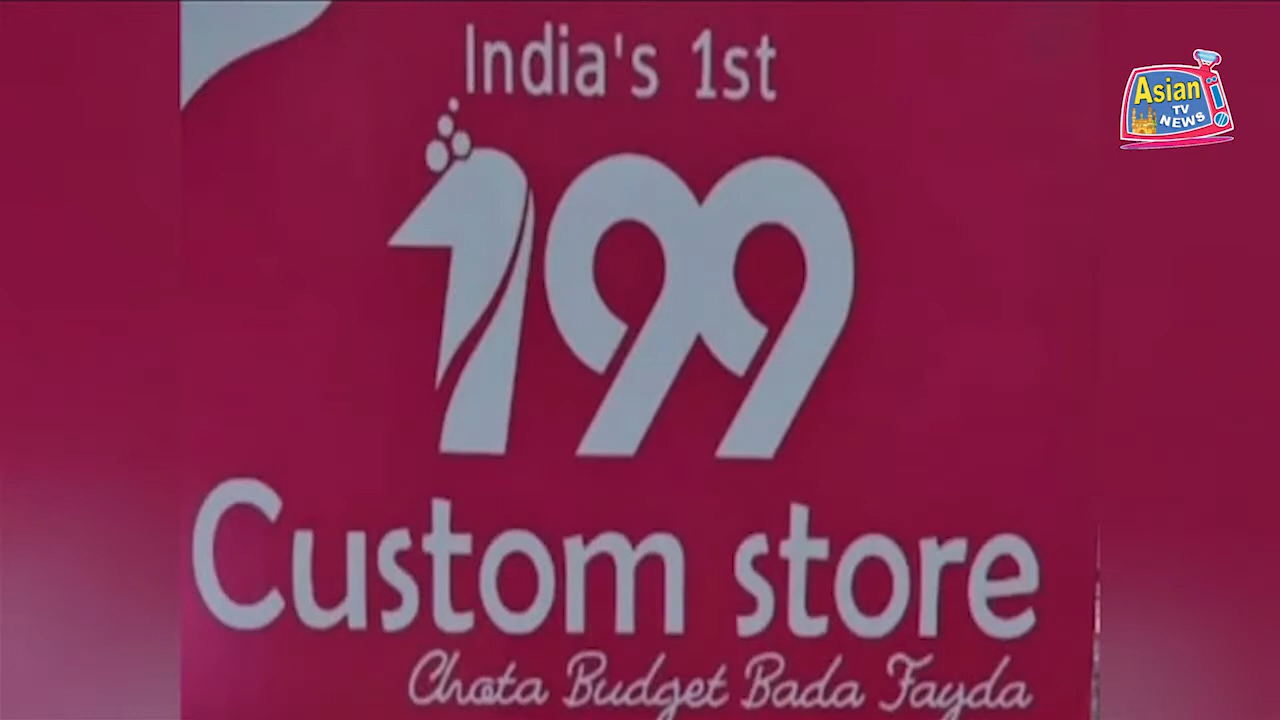 India's 1st
199
Custom store
Chota Budget Bada Fayda
Asian
TV
NEWS